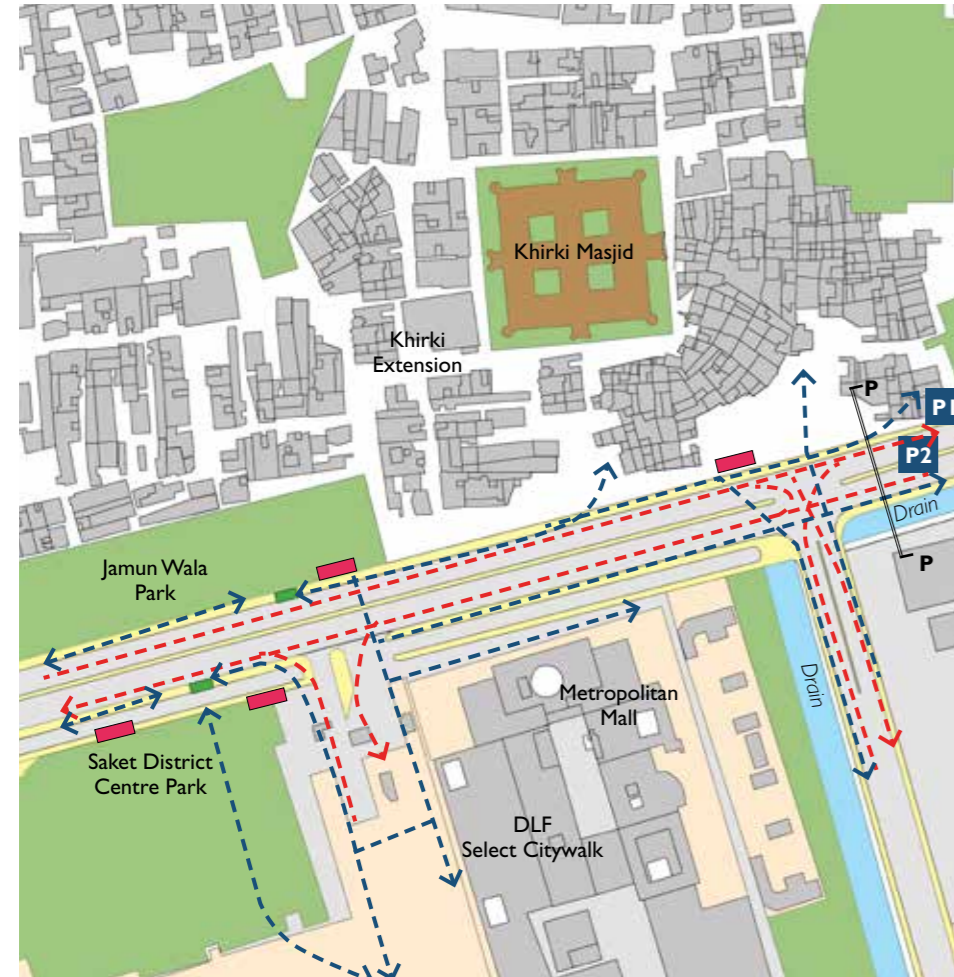 Khirki Masjid
Khirki
Extension
P
P1
P2
Drain
P
Jamun Wala
Park
Drain
Metropolitan
Mall
Saket District
Centre Park
DLF
Select Citywalk